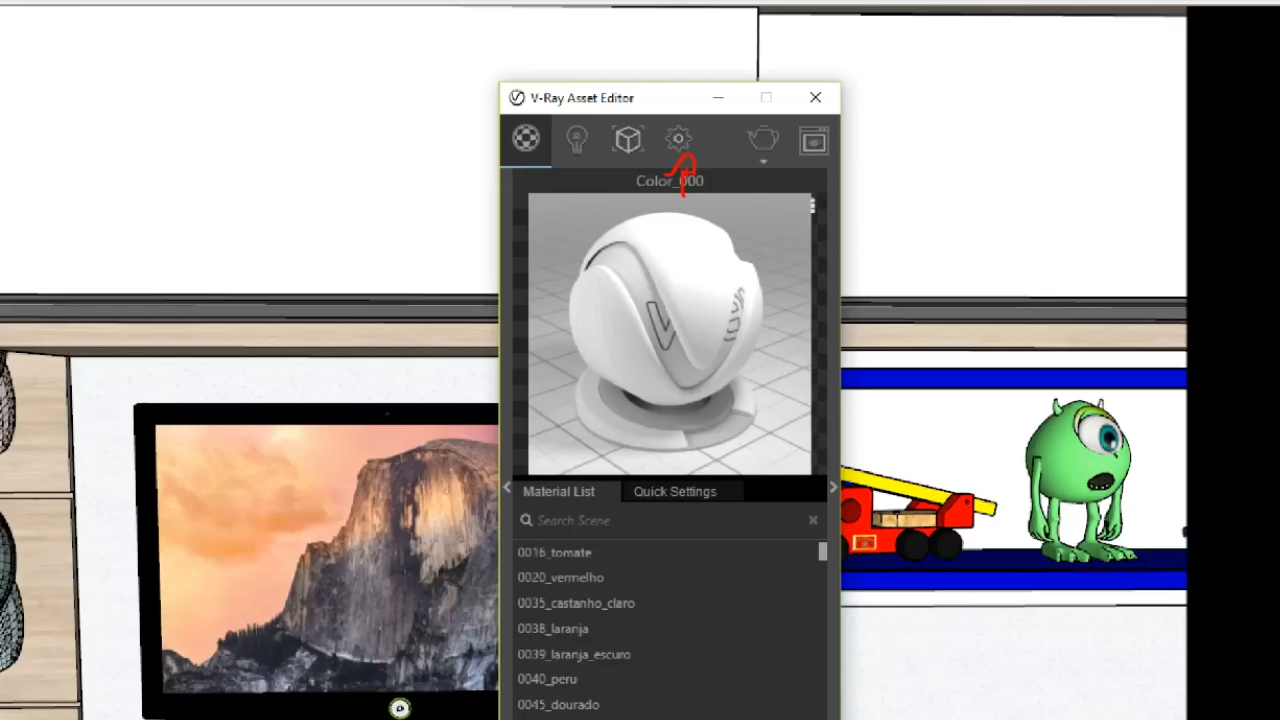 V-Ray Asset Editor
Color_000
Material List
Quick Settings
Search Scene
0016_tomate
0020_vermelho
0035_castanho_claro
0038_laranja
0039_laranja_escuro
0040_peru
0045_dourado